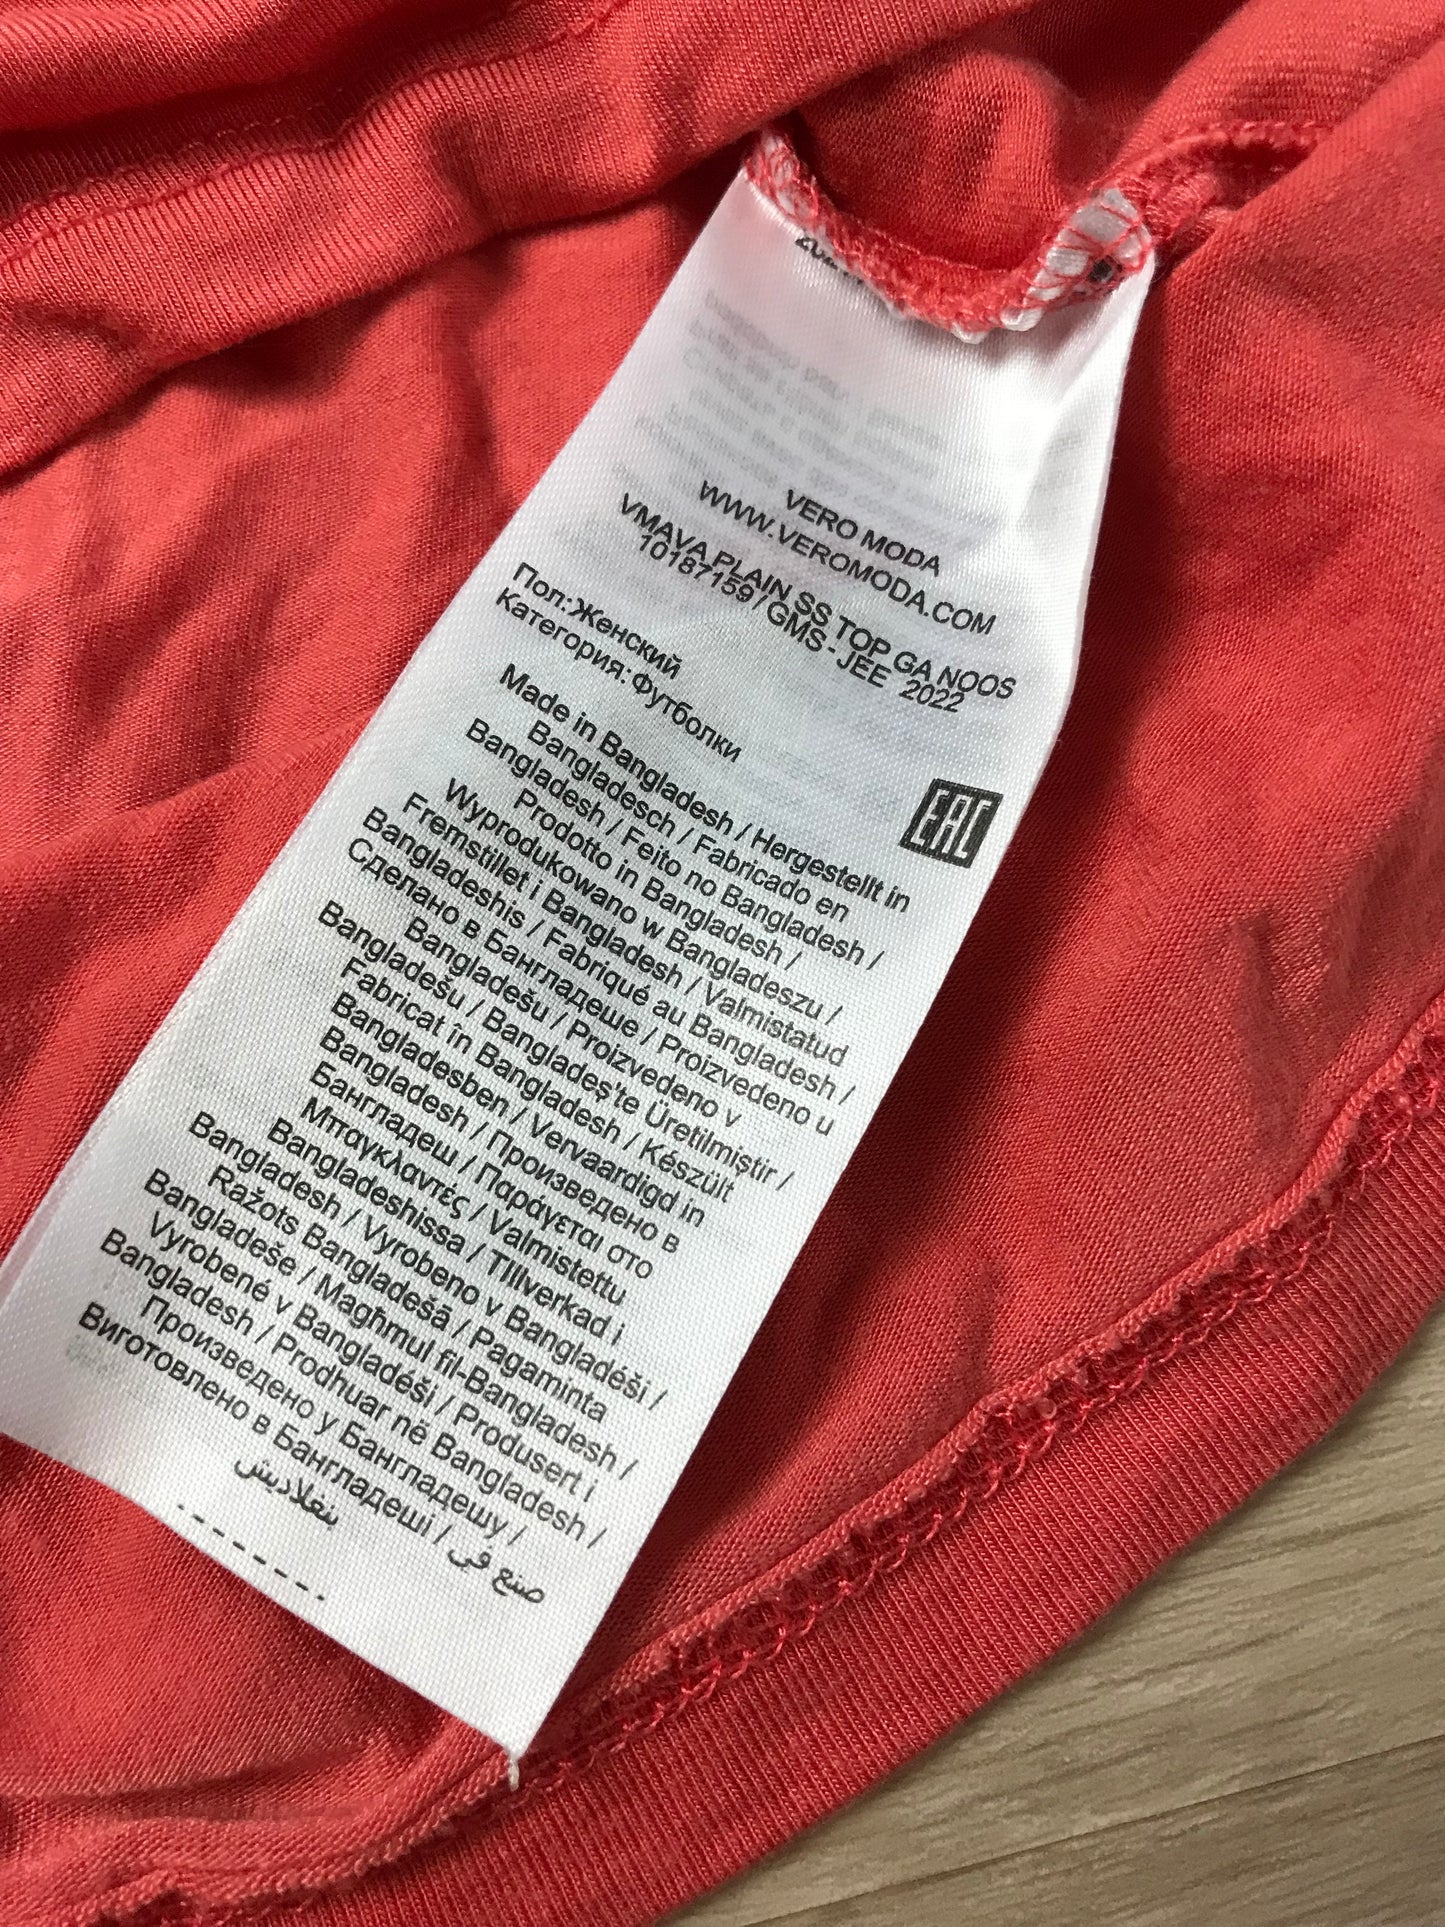 VERO MODA
WWW.VEROMODA.COM
VMAVA PLAIN SS TOP GA NOOS
10187159 / GMS - JEE 2022
Пол:Женский
Категория:Футболки
EAC
Made in Bangladesh / Hergestellt in
Bangladesch / Fabricado en
Bangladesh / Feito no Bangladesh /
Prodotto in Bangladesh /
Wyprodukowano w Bangladeszu /
Fremstillet i Bangladesh / Valmistatud
Bangladeshis / Fabriqué au Bangladesh /
Сделано в Бангладеше / Proizvedeno u
Bangladešu / Proizvedeno v
Bangladešu / Bangladeş'te Üretilmiştir /
Fabricat în Bangladesh / Készült
Bangladesben / Vervaardigd in
Bangladesh / Произведено в
Бангладеш / Παράγεται στο
Μπαγκλαντές / Valmistettu
Bangladeshissa / TIllverkad i
Bangladesh / Vyrobeno v Bangladéši /
Ražots Bangladešā / Pagaminta
Bangladeše / Magħmul fil-Bangladesh /
Vyrobené v Bangladéši / Produsert i
Bangladesh / Prodhuar në Bangladesh /
Произведено у Бангладешу /
Виготовлено в Бангладеші / صنع في
بنغلاديش